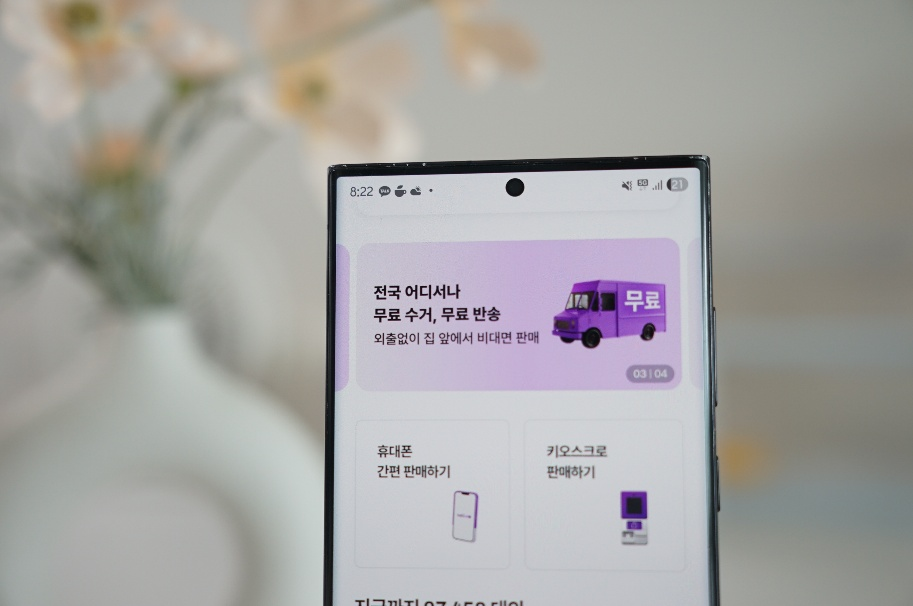 8:22
5G
21
전국 어디서나
무료 수거, 무료 반송
외출없이 집 앞에서 비대면 판매
무료
03 | 04
휴대폰
간편 판매하기
키오스크로
판매하기